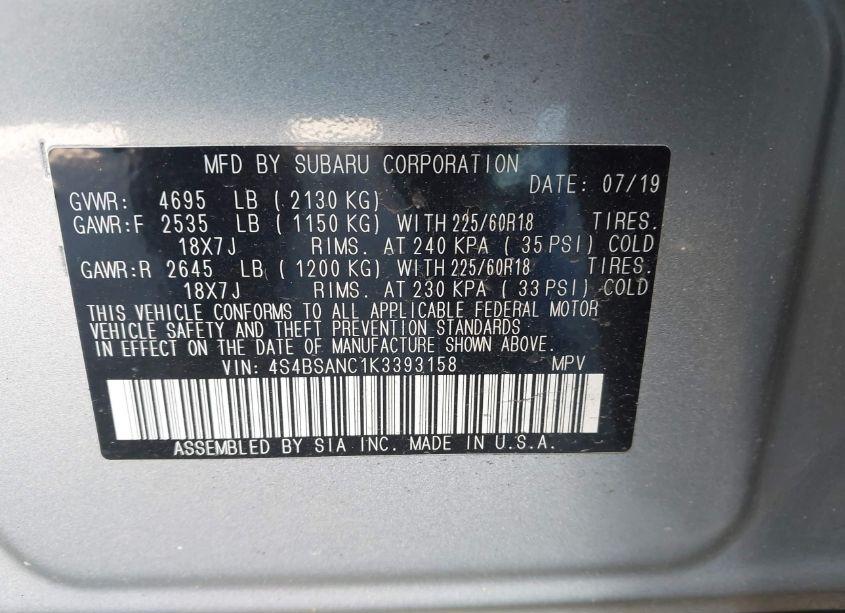 MFD BY SUBARU CORPORATION
DATE: 07/19
GVWR: 4695 LB ( 2130 KG)
GAWR:F 2535 LB ( 1150 KG) WITH 225/60R18 TIRES.
18X7J RIMS. AT 240 KPA ( 35 PSI) COLD
GAWR:R 2645 LB ( 1200 KG) WITH 225/60R18 TIRES.
18X7J RIMS. AT 230 KPA ( 33 PSI) COLD
THIS VEHICLE CONFORMS TO ALL APPLICABLE FEDERAL MOTOR
VEHICLE SAFETY AND THEFT PREVENTION STANDARDS
IN EFFECT ON THE DATE OF MANUFACTURE SHOWN ABOVE.
VIN: 4S4BSANC1K3393158 MPV
ASSEMBLED BY SIA INC. MADE IN U.S.A.